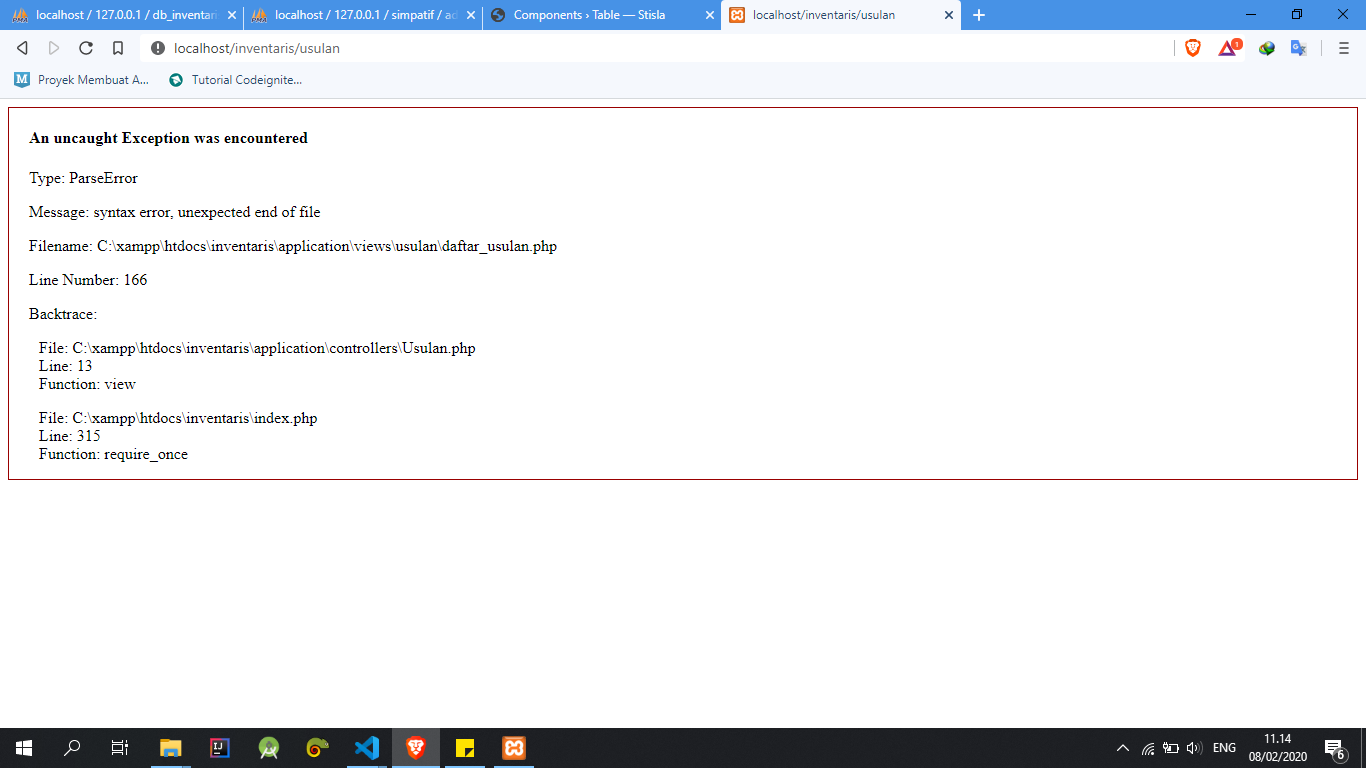 localhost / 127.0.0.1 / db_inventari
localhost / 127.0.0.1 / simpatif / ad
Components › Table — Stisla
localhost/inventaris/usulan
localhost/inventaris/usulan
1
M Proyek Membuat A...
Tutorial Codeignite...
An uncaught Exception was encountered
Type: ParseError
Message: syntax error, unexpected end of file
Filename: C:\xampp\htdocs\inventaris\application\views\usulan\daftar_usulan.php
Line Number: 166
Backtrace:
File: C:\xampp\htdocs\inventaris\application\controllers\Usulan.php
Line: 13
Function: view
File: C:\xampp\htdocs\inventaris\index.php
Line: 315
Function: require_once
ENG
11.14
08/02/2020
6